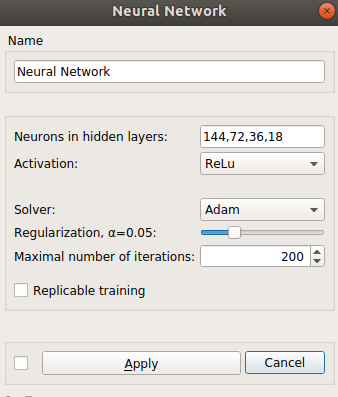 Neural Network
Name
Neural Network
Neurons in hidden layers: 144,72,36,18
Activation: ReLu
Solver: Adam
Regularization, α=0.05:
Maximal number of iterations: 200
Replicable training
Apply Cancel